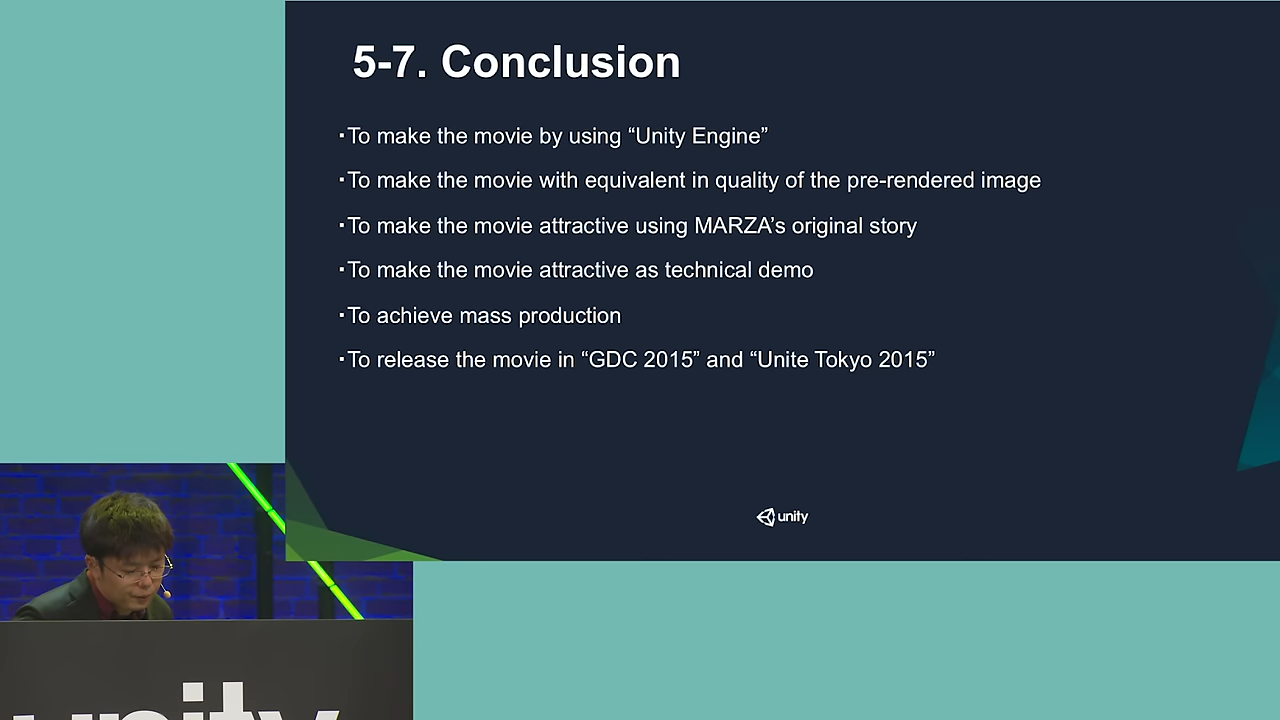 5-7. Conclusion
▪To make the movie by using “Unity Engine”
▪To make the movie with equivalent in quality of the pre-rendered image
▪To make the movie attractive using MARZA’s original story
▪To make the movie attractive as technical demo
▪To achieve mass production
▪To release the movie in “GDC 2015” and “Unite Tokyo 2015”
unity
unity